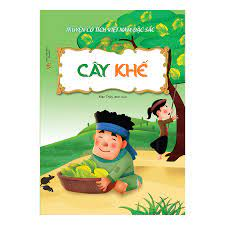 TRUYỆN CỔ TÍCH VIỆT NAM ĐẶC SẮC
CÂY KHẾ